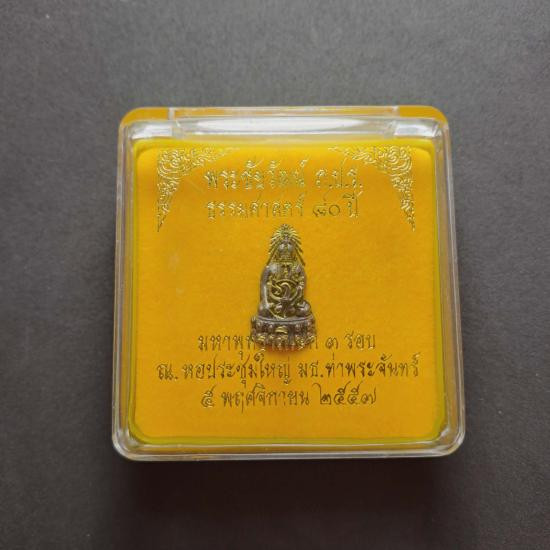 พระชัยวัฒน์ อ.ป.ร.
ธรรมศาสตร์ ๘๐ ปี
มหาพุทธาภิเษก ๓ รอบ
ณ. หอประชุมใหญ่ มธ. ท่าพระจันทร์
๕ พฤศจิกายน ๒๕๕๗